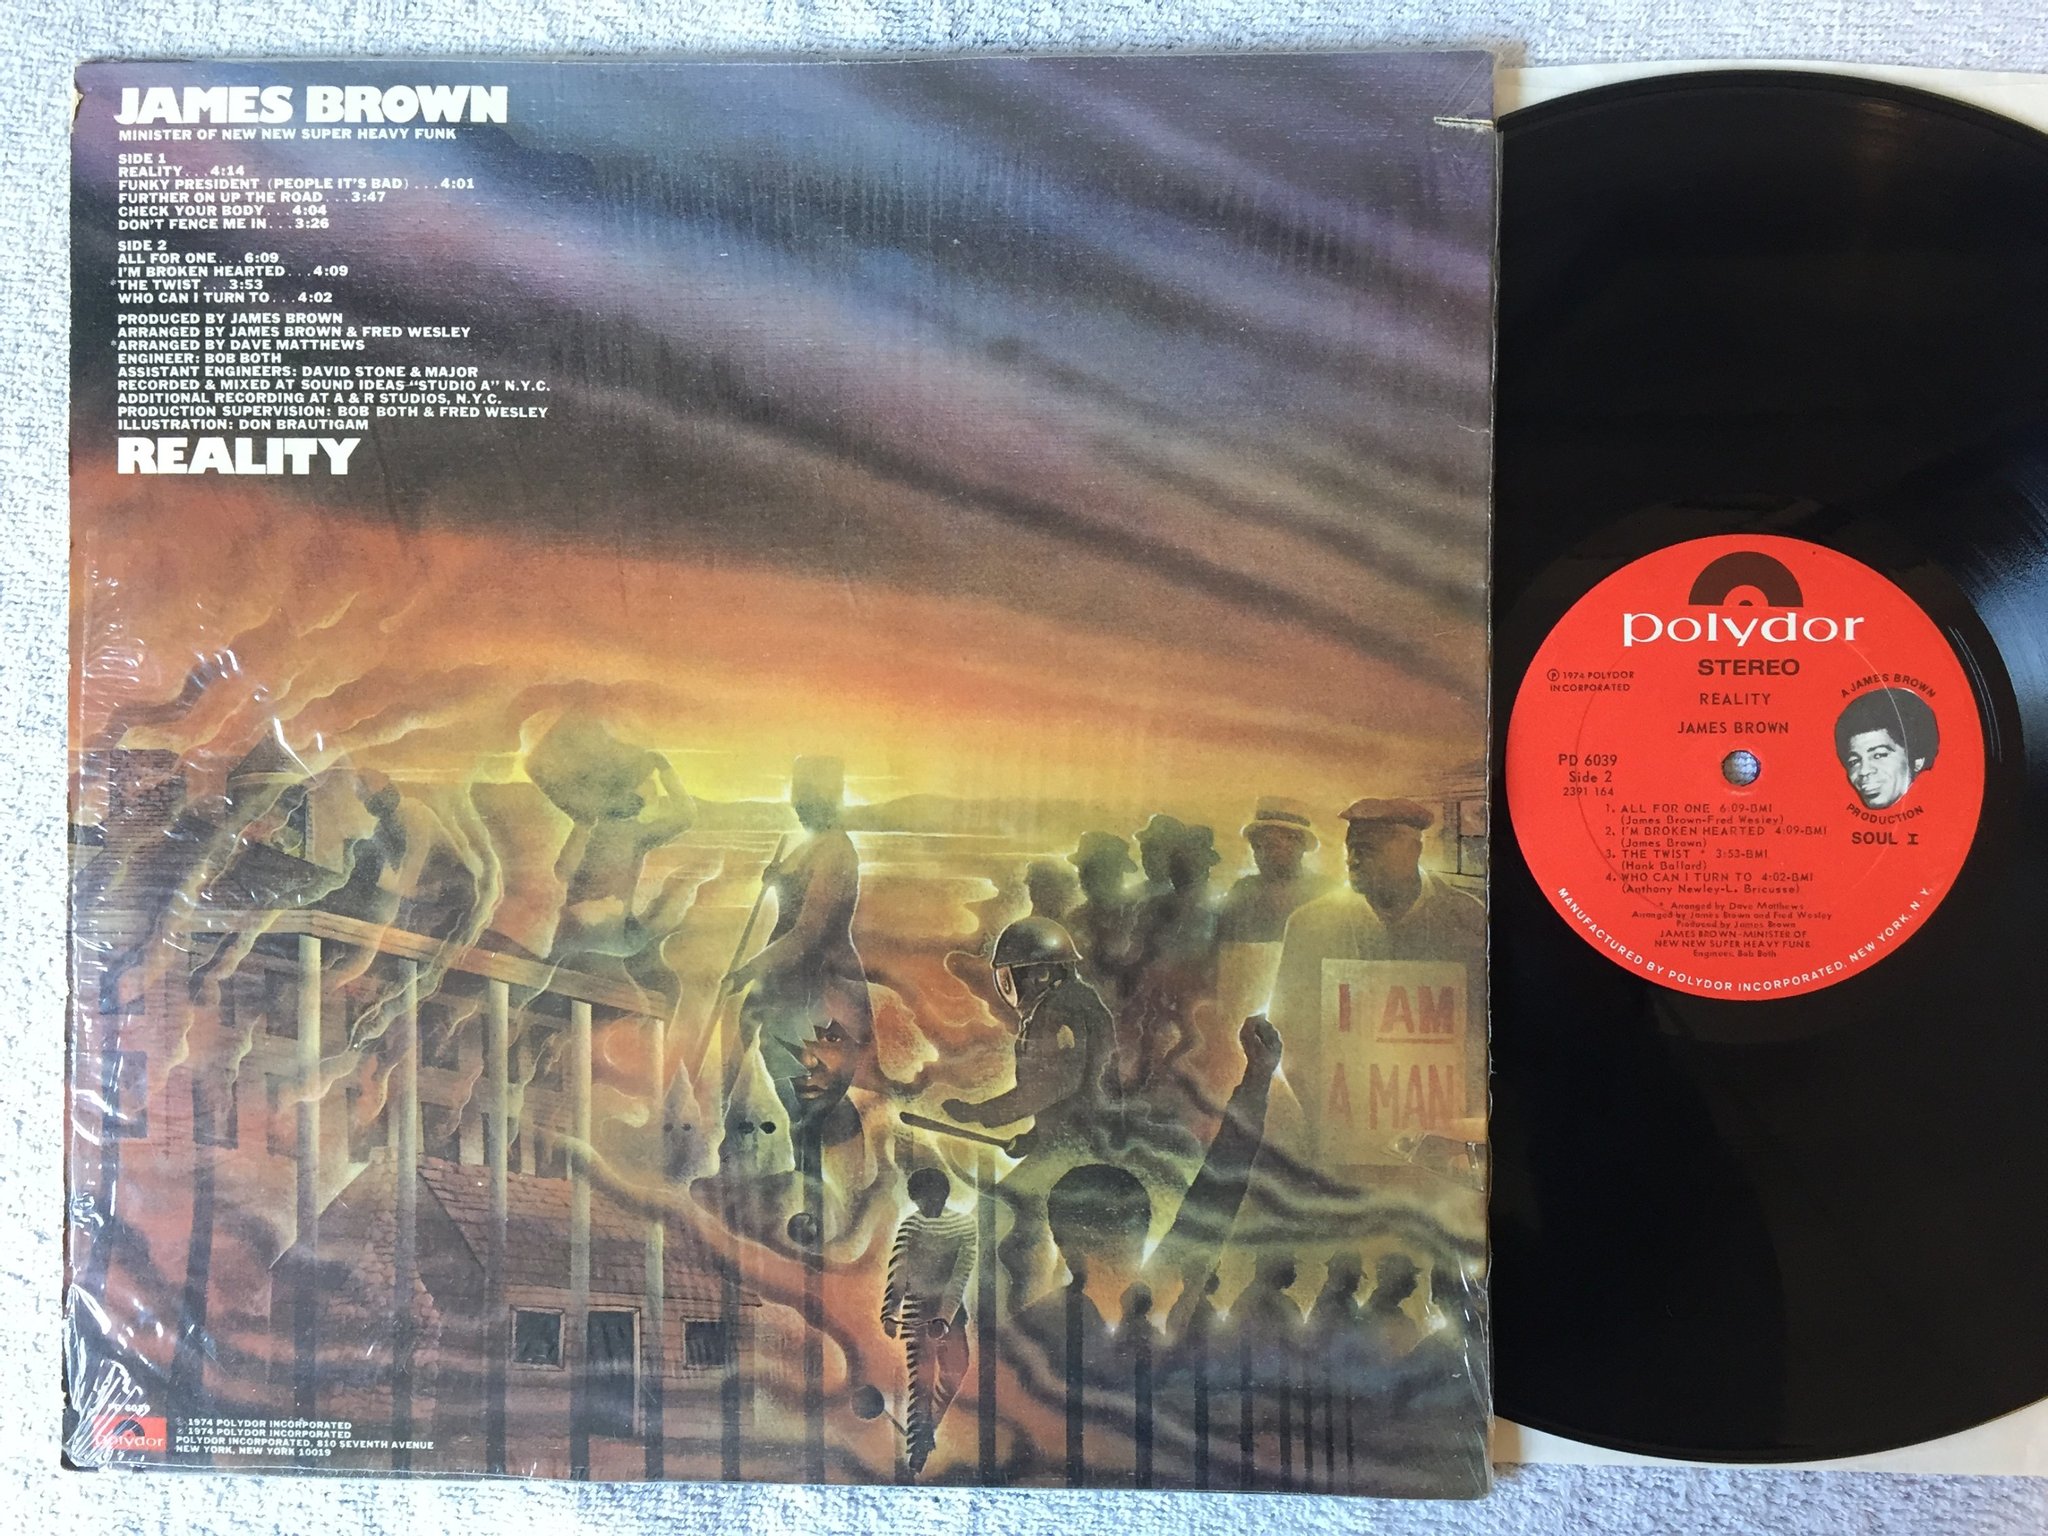 JAMES BROWN
MINISTER OF NEW NEW SUPER HEAVY FUNK
SIDE 1
REALITY...4:14
FUNKY PRESIDENT (PEOPLE IT'S BAD)...4:01
FURTHER ON UP THE ROAD...3:47
CHECK YOUR BODY...4:04
DON'T FENCE ME IN...3:26
SIDE 2
ALL FOR ONE...6:09
I'M BROKEN HEARTED...4:09
*THE TWIST...3:53
WHO CAN I TURN TO...4:02
PRODUCED BY JAMES BROWN
ARRANGED BY JAMES BROWN & FRED WESLEY
*ARRANGED BY DAVE MATTHEWS
ENGINEER: BOB BOTH
ASSISTANT ENGINEERS: DAVID STONE & MAJOR
RECORDED & MIXED AT SOUND IDEAS "STUDIO A" N.Y.C.
ADDITIONAL RECORDING AT A & R STUDIOS, N.Y.C.
PRODUCTION SUPERVISION: BOB BOTH & FRED WESLEY
ILLUSTRATION: DON BRAUTIGAM
REALITY
I AM
A MAN
PD 6039
polydor
℗ 1974 POLYDOR INCORPORATED
© 1974 POLYDOR INCORPORATED
POLYDOR INCORPORATED, 810 SEVENTH AVENUE
NEW YORK, NEW YORK 10019
polydor
STEREO
℗ 1974 POLYDOR
INCORPORATED
REALITY
JAMES BROWN
A JAMES BROWN
PRODUCTION
SOUL I
PD 6039
Side 2
2391 164
1. ALL FOR ONE 6:09-BMI
(James Brown-Fred Wesley)
2. I'M BROKEN HEARTED 4:09-BMI
(James Brown)
3. THE TWIST * 3:53-BMI
(Hank Ballard)
4. WHO CAN I TURN TO 4:02-BMI
(Anthony Newley-L. Bricusse)
* Arranged by Dave Matthews
Arranged by James Brown and Fred Wesley
Produced by James Brown
JAMES BROWN-MINISTER OF
NEW NEW SUPER HEAVY FUNK
Engineer: Bob Both
MANUFACTURED BY POLYDOR INCORPORATED, NEW YORK, N.Y.